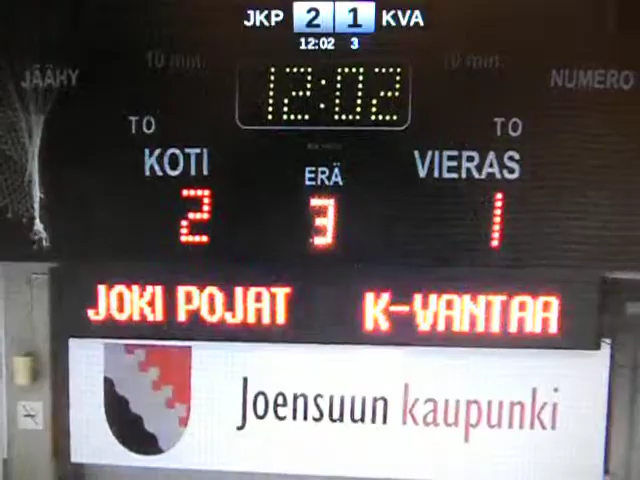 JKP 2 1 KVA
12:02 3
10 min. 10 min.
JÄÄHY 12:02 NUMERO
TO TO
KOTI ERÄ VIERAS
2 3 1
JOKI POJAT K-VANTAA
Joensuun kaupunki